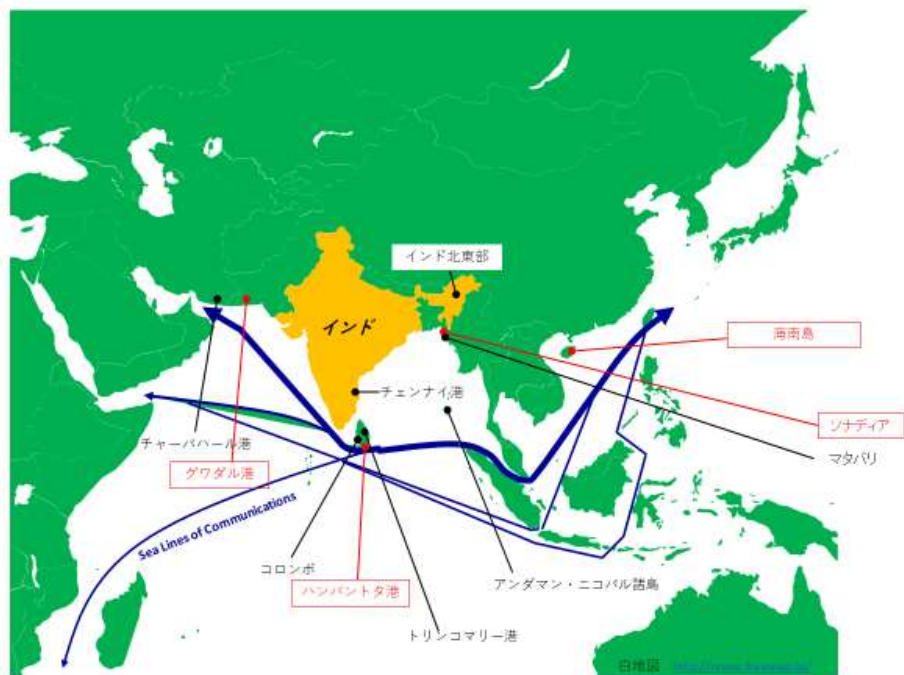 インド北東部
インド
海南島
チェンナイ港
ソナディア
チャーバハール港
マタバリ
グワダル港
Sea Lines of Communications
コロンボ
ハンバントタ港
アンダマン・ニコバル諸島
トリンコマリー港
白地図